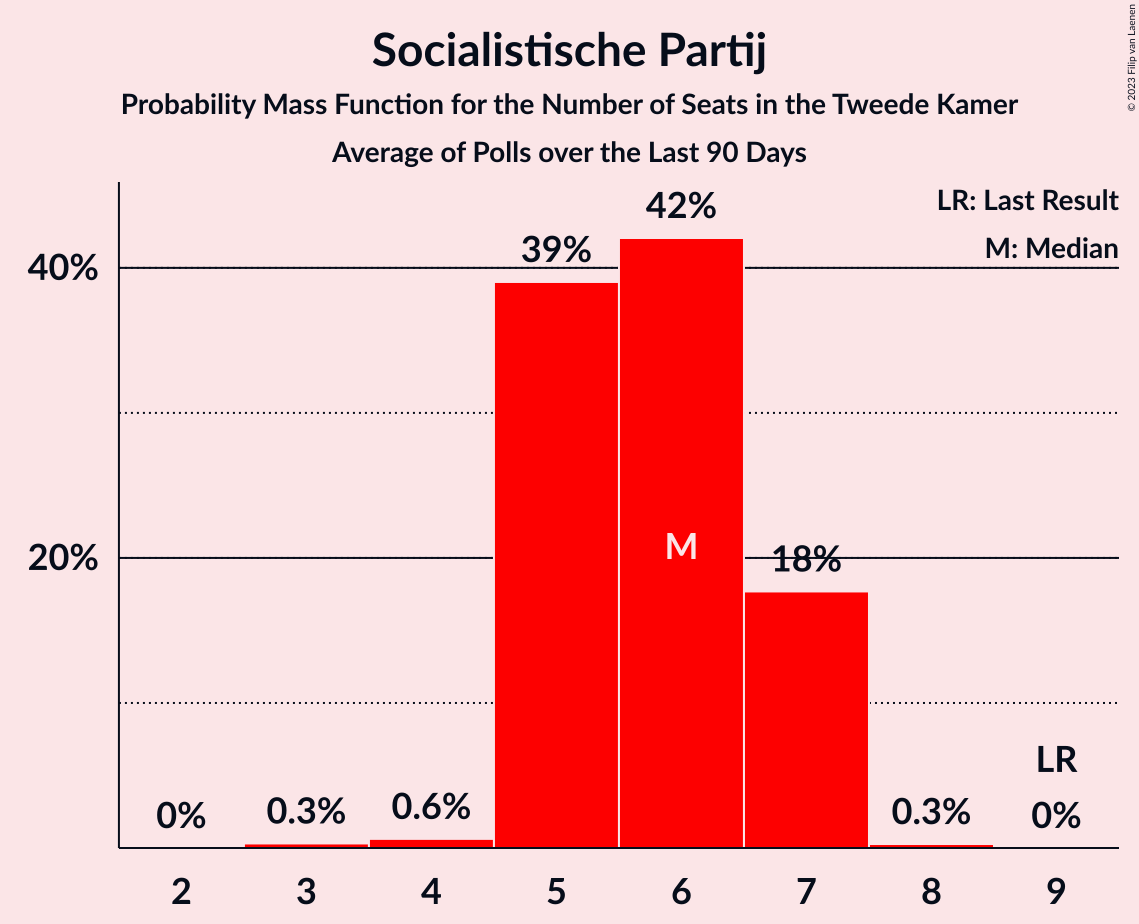 Socialistische Partij
Probability Mass Function for the Number of Seats in the Tweede Kamer
Average of Polls over the Last 90 Days
© 2023 Filip van Laenen
LR: Last Result
M: Median
40%
20%
0%
0.3%
0.6%
39%
42%
M
18%
0.3%
LR
0%
2 3 4 5 6 7 8 9